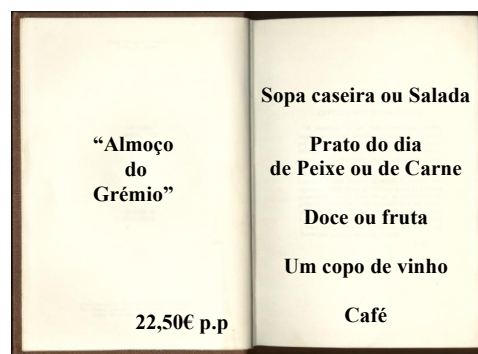 “Almoço
do
Grémio”
22,50€ p.p
Sopa caseira ou Salada
Prato do dia
de Peixe ou de Carne
Doce ou fruta
Um copo de vinho
Café